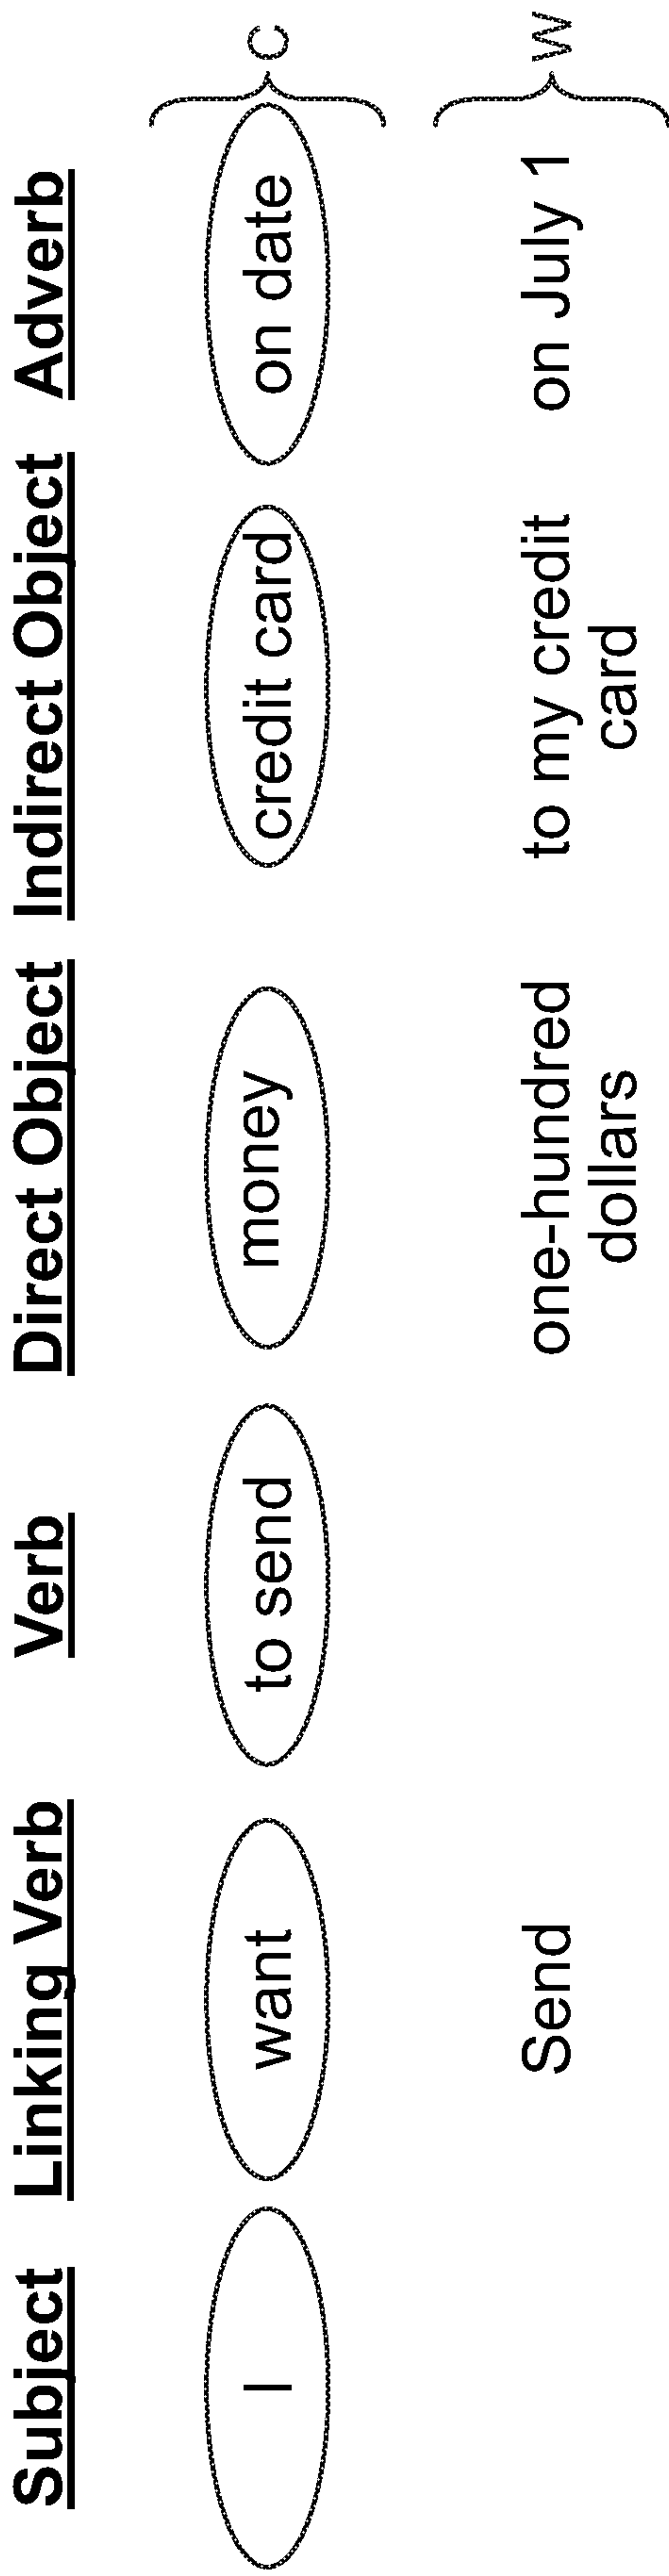 Subject Linking Verb Verb Direct Object Indirect Object Adverb
I want to send money credit card on date C
Send one-hundred dollars to my credit card on July 1 W